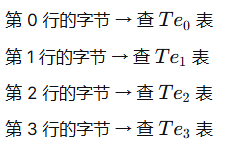 第 0 行的字节 → 查 Te₀ 表
第 1 行的字节 → 查 Te₁ 表
第 2 行的字节 → 查 Te₂ 表
第 3 行的字节 → 查 Te₃ 表